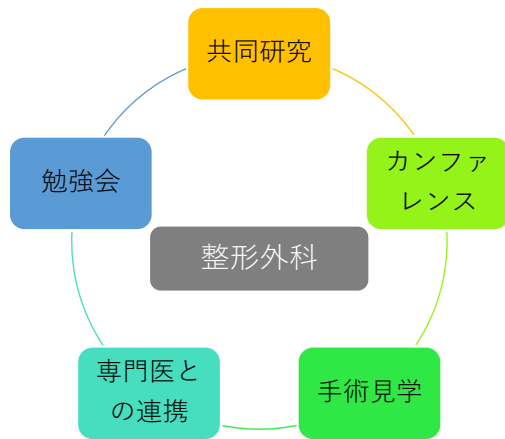 共同研究
カンファ
レンス
勉強会
整形外科
専門医と
の連携
手術見学